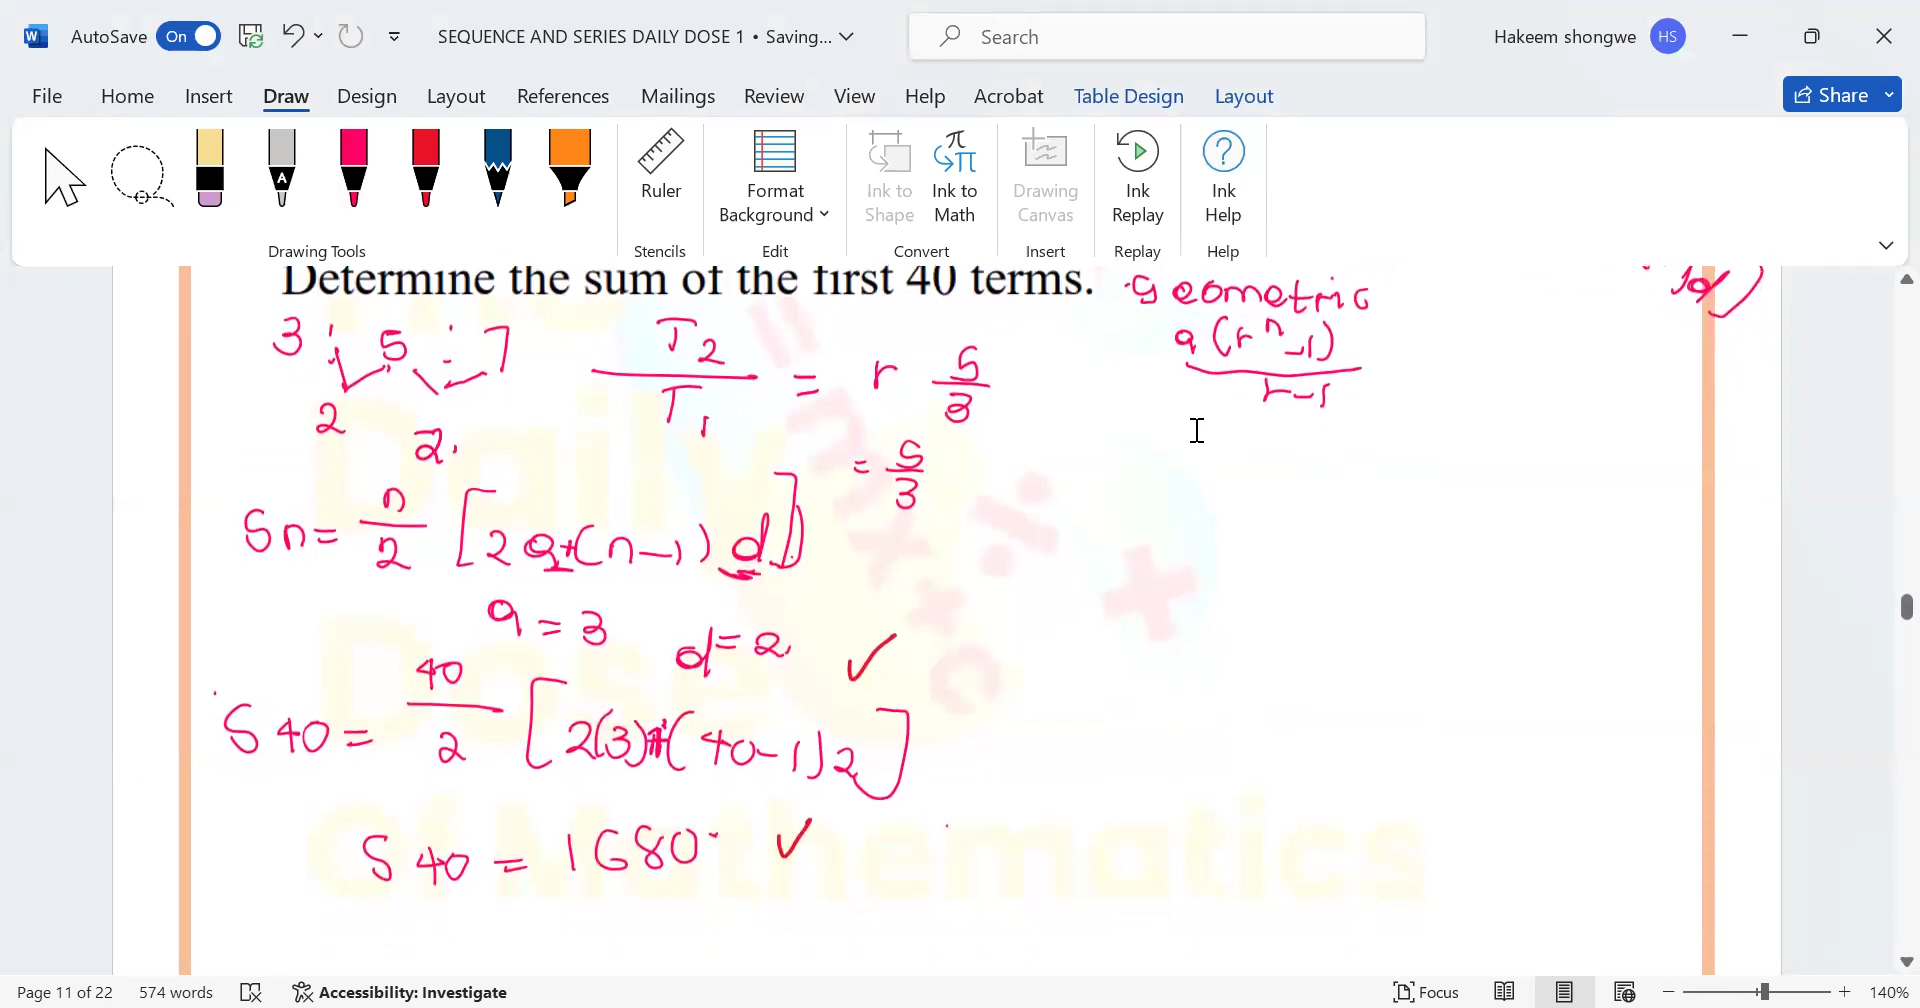 AutoSave On SEQUENCE AND SERIES DAILY DOSE 1 • Saving... Search Hakeem shongwe HS
File Home Insert Draw Design Layout References Mailings Review View Help Acrobat Table Design Layout Share
Ruler Format Background Ink to Shape Ink to Math Drawing Canvas Ink Replay Ink Help
Drawing Tools Stencils Edit Convert Insert Replay Help
Determine the sum of the first 40 terms. Geometric
3 ; 5 ; 7 T2/T1 = r 5/3 a(r^n-1)/r-1
2 2
= 5/3
Sn = n/2 [2a+(n-1)d]
a = 3 d = 2
S40 = 40/2 [2(3)+(40-1)2]
S40 = 1680
Daily
Dose
Of Mathematics
Page 11 of 22 574 words Accessibility: Investigate Focus 140%